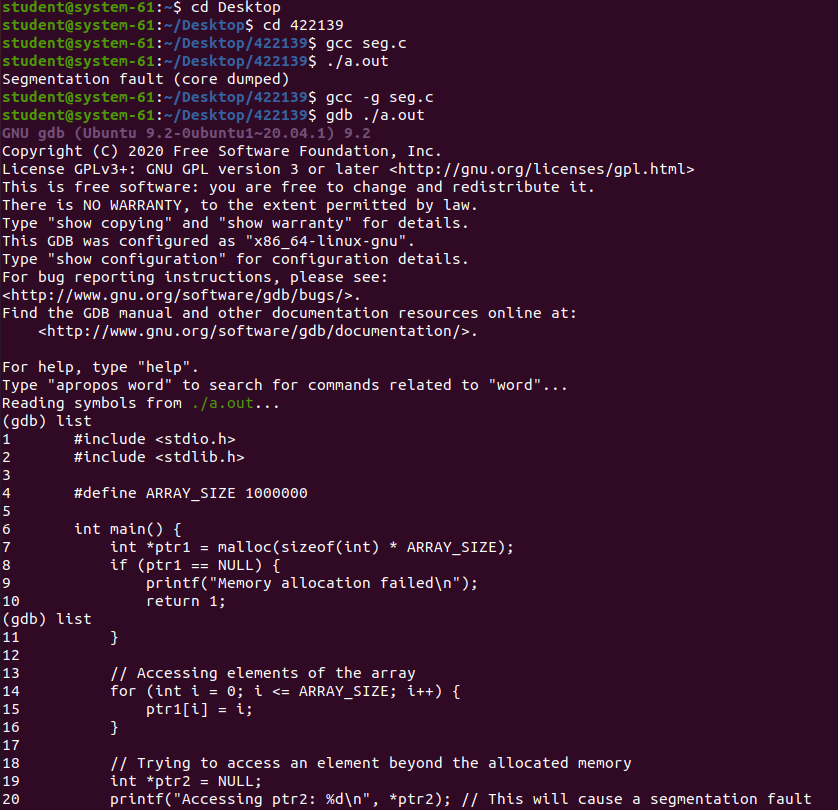 student@system-61:~$ cd Desktop
student@system-61:~/Desktop$ cd 422139
student@system-61:~/Desktop/422139$ gcc seg.c
student@system-61:~/Desktop/422139$ ./a.out
Segmentation fault (core dumped)
student@system-61:~/Desktop/422139$ gcc -g seg.c
student@system-61:~/Desktop/422139$ gdb ./a.out
GNU gdb (Ubuntu 9.2-0ubuntu1~20.04.1) 9.2
Copyright (C) 2020 Free Software Foundation, Inc.
License GPLv3+: GNU GPL version 3 or later <http://gnu.org/licenses/gpl.html>
This is free software: you are free to change and redistribute it.
There is NO WARRANTY, to the extent permitted by law.
Type "show copying" and "show warranty" for details.
This GDB was configured as "x86_64-linux-gnu".
Type "show configuration" for configuration details.
For bug reporting instructions, please see:
<http://www.gnu.org/software/gdb/bugs/>.
Find the GDB manual and other documentation resources online at:
    <http://www.gnu.org/software/gdb/documentation/>.

For help, type "help".
Type "apropos word" to search for commands related to "word"...
Reading symbols from ./a.out...
(gdb) list
1       #include <stdio.h>
2       #include <stdlib.h>
3
4       #define ARRAY_SIZE 1000000
5
6       int main() {
7           int *ptr1 = malloc(sizeof(int) * ARRAY_SIZE);
8           if (ptr1 == NULL) {
9               printf("Memory allocation failed\n");
10              return 1;
(gdb) list
11          }
12
13          // Accessing elements of the array
14          for (int i = 0; i <= ARRAY_SIZE; i++) {
15              ptr1[i] = i;
16          }
17
18          // Trying to access an element beyond the allocated memory
19          int *ptr2 = NULL;
20          printf("Accessing ptr2: %d\n", *ptr2); // This will cause a segmentation fault